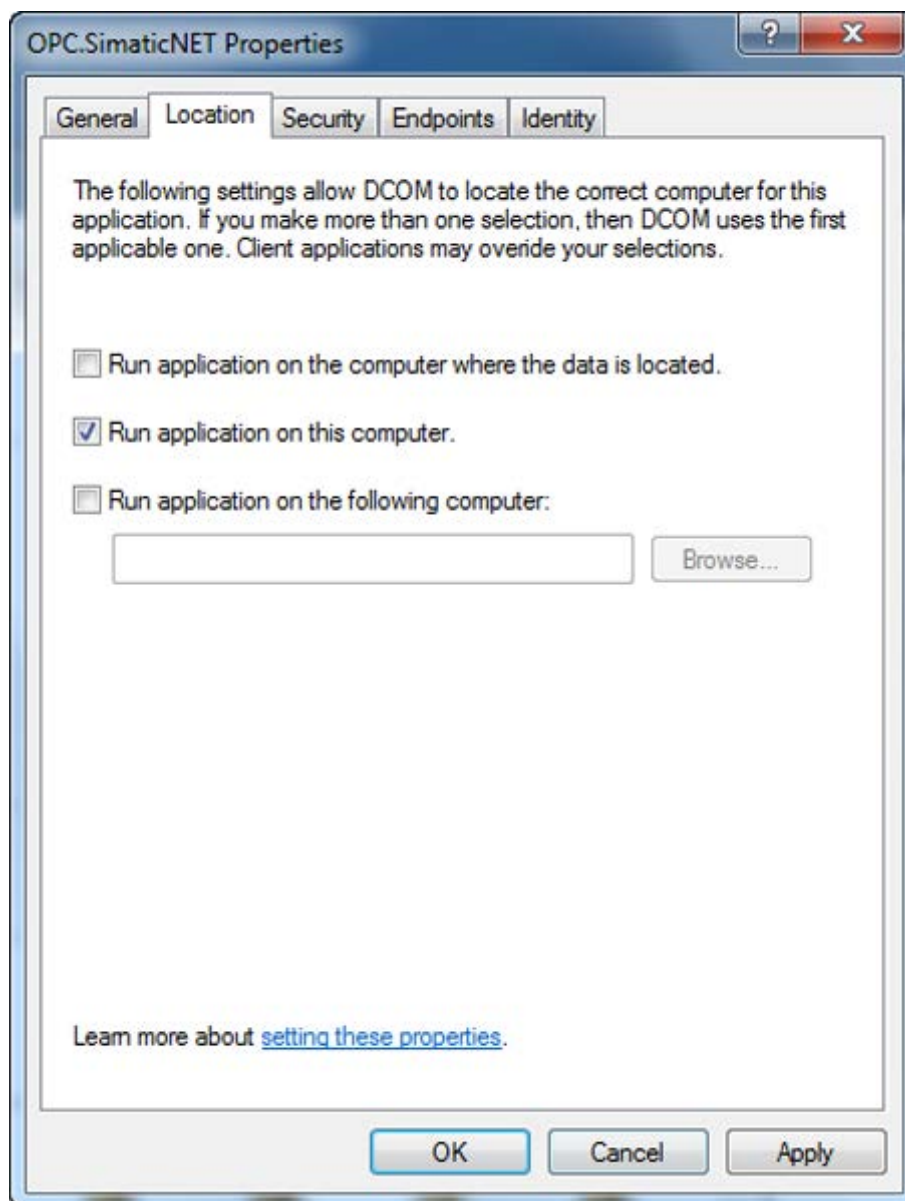 OPC.SimaticNET Properties
General Location Security Endpoints Identity
The following settings allow DCOM to locate the correct computer for this
application. If you make more than one selection, then DCOM uses the first
applicable one. Client applications may overide your selections.
Run application on the computer where the data is located.
Run application on this computer.
Run application on the following computer:
Browse...
Learn more about setting these properties.
OK Cancel Apply